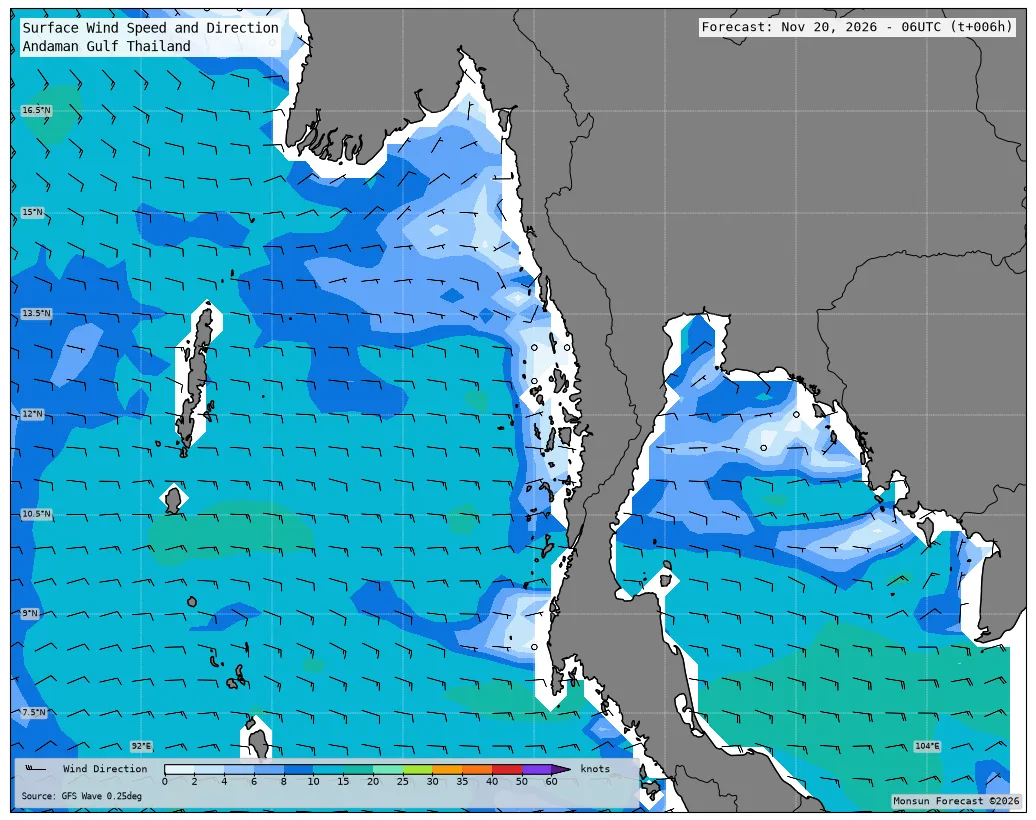 Surface Wind Speed and Direction
Andaman Gulf Thailand
Forecast: Nov 20, 2026 - 06UTC (t+006h)
16.5°N
15°N
13.5°N
12°N
10.5°N
9°N
7.5°N
92°E
104°E
Wind Direction
0 2 4 6 8 10 15 20 25 30 35 40 50 60
knots
Source: GFS Wave 0.25deg
Monsun Forecast ©2026